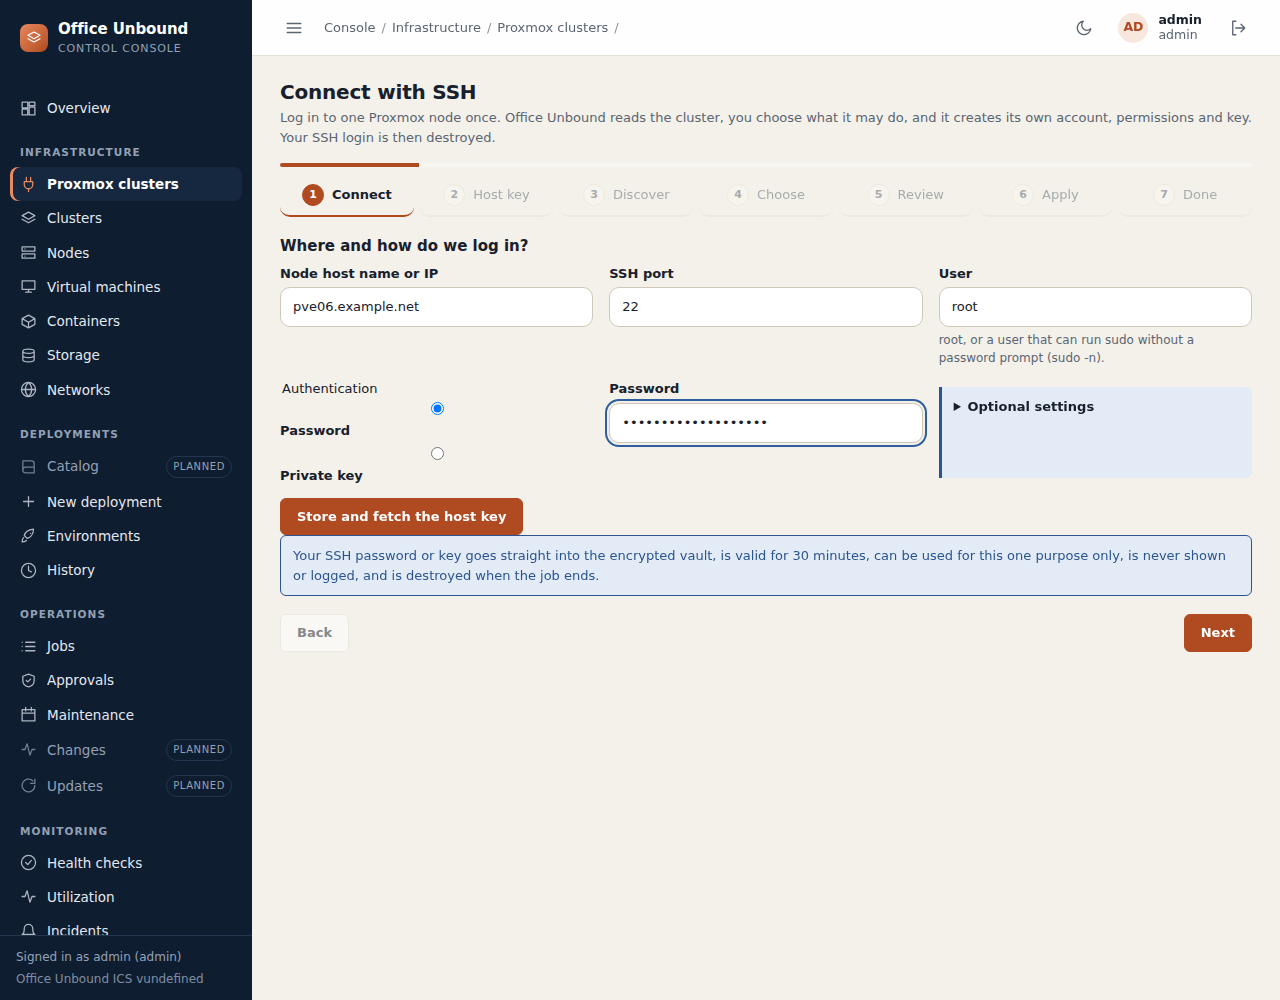 Office Unbound
CONTROL CONSOLE
Overview
INFRASTRUCTURE
Proxmox clusters
Clusters
Nodes
Virtual machines
Containers
Storage
Networks
DEPLOYMENTS
Catalog PLANNED
New deployment
Environments
History
OPERATIONS
Jobs
Approvals
Maintenance
Changes PLANNED
Updates PLANNED
MONITORING
Health checks
Utilization
Incidents
Signed in as admin (admin)
Office Unbound ICS vundefined
Console / Infrastructure / Proxmox clusters /
AD
admin
admin
Connect with SSH
Log in to one Proxmox node once. Office Unbound reads the cluster, you choose what it may do, and it creates its own account, permissions and key.
Your SSH login is then destroyed.
1 Connect
2 Host key
3 Discover
4 Choose
5 Review
6 Apply
7 Done
Where and how do we log in?
Node host name or IP
pve06.example.net
SSH port
22
User
root
root, or a user that can run sudo without a
password prompt (sudo -n).
Authentication
Password
Private key
Password
•••••••••••••••••••
Optional settings
Store and fetch the host key
Your SSH password or key goes straight into the encrypted vault, is valid for 30 minutes, can be used for this one purpose only, is never shown
or logged, and is destroyed when the job ends.
Back
Next